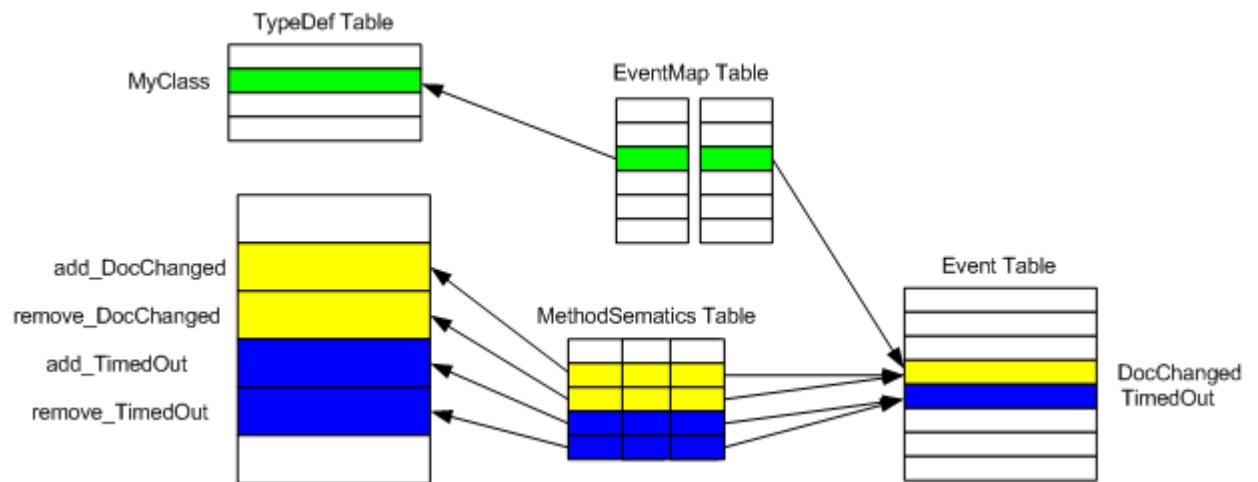 TypeDef Table
MyClass
EventMap Table
add_DocChanged
remove_DocChanged
add_TimedOut
remove_TimedOut
MethodSematics Table
Event Table
DocChanged
TimedOut